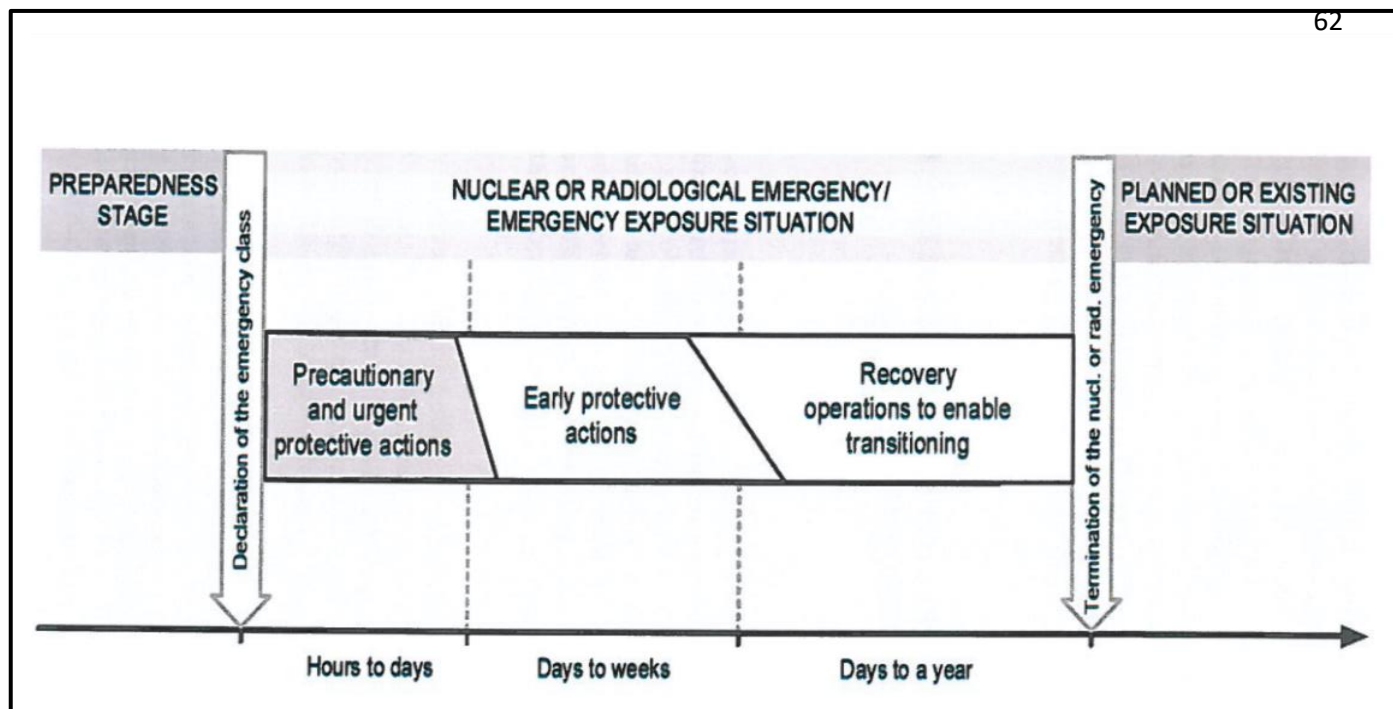 62
PREPAREDNESS
STAGE
NUCLEAR OR RADIOLOGICAL EMERGENCY/
EMERGENCY EXPOSURE SITUATION
PLANNED OR EXISTING
EXPOSURE SITUATION
Declaration of the emergency class
Precautionary
and urgent
protective actions
Early protective
actions
Recovery
operations to enable
transitioning
Termination of the nucl. or rad. emergency
Hours to days
Days to weeks
Days to a year